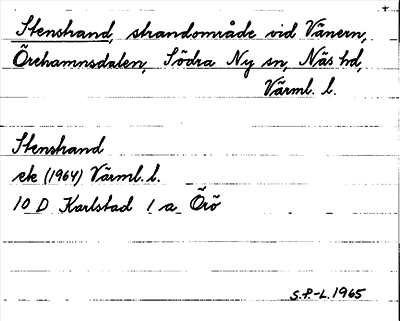 Stenstrand, strandområde vid Vänern,
Örehamnsdalen, Södra Ny sn, Näs hd,
Värml. l.
Stenstrand
ek (1964) Värml. l.
10 D Karlstad 1 a Örö
S.P.-L. 1965